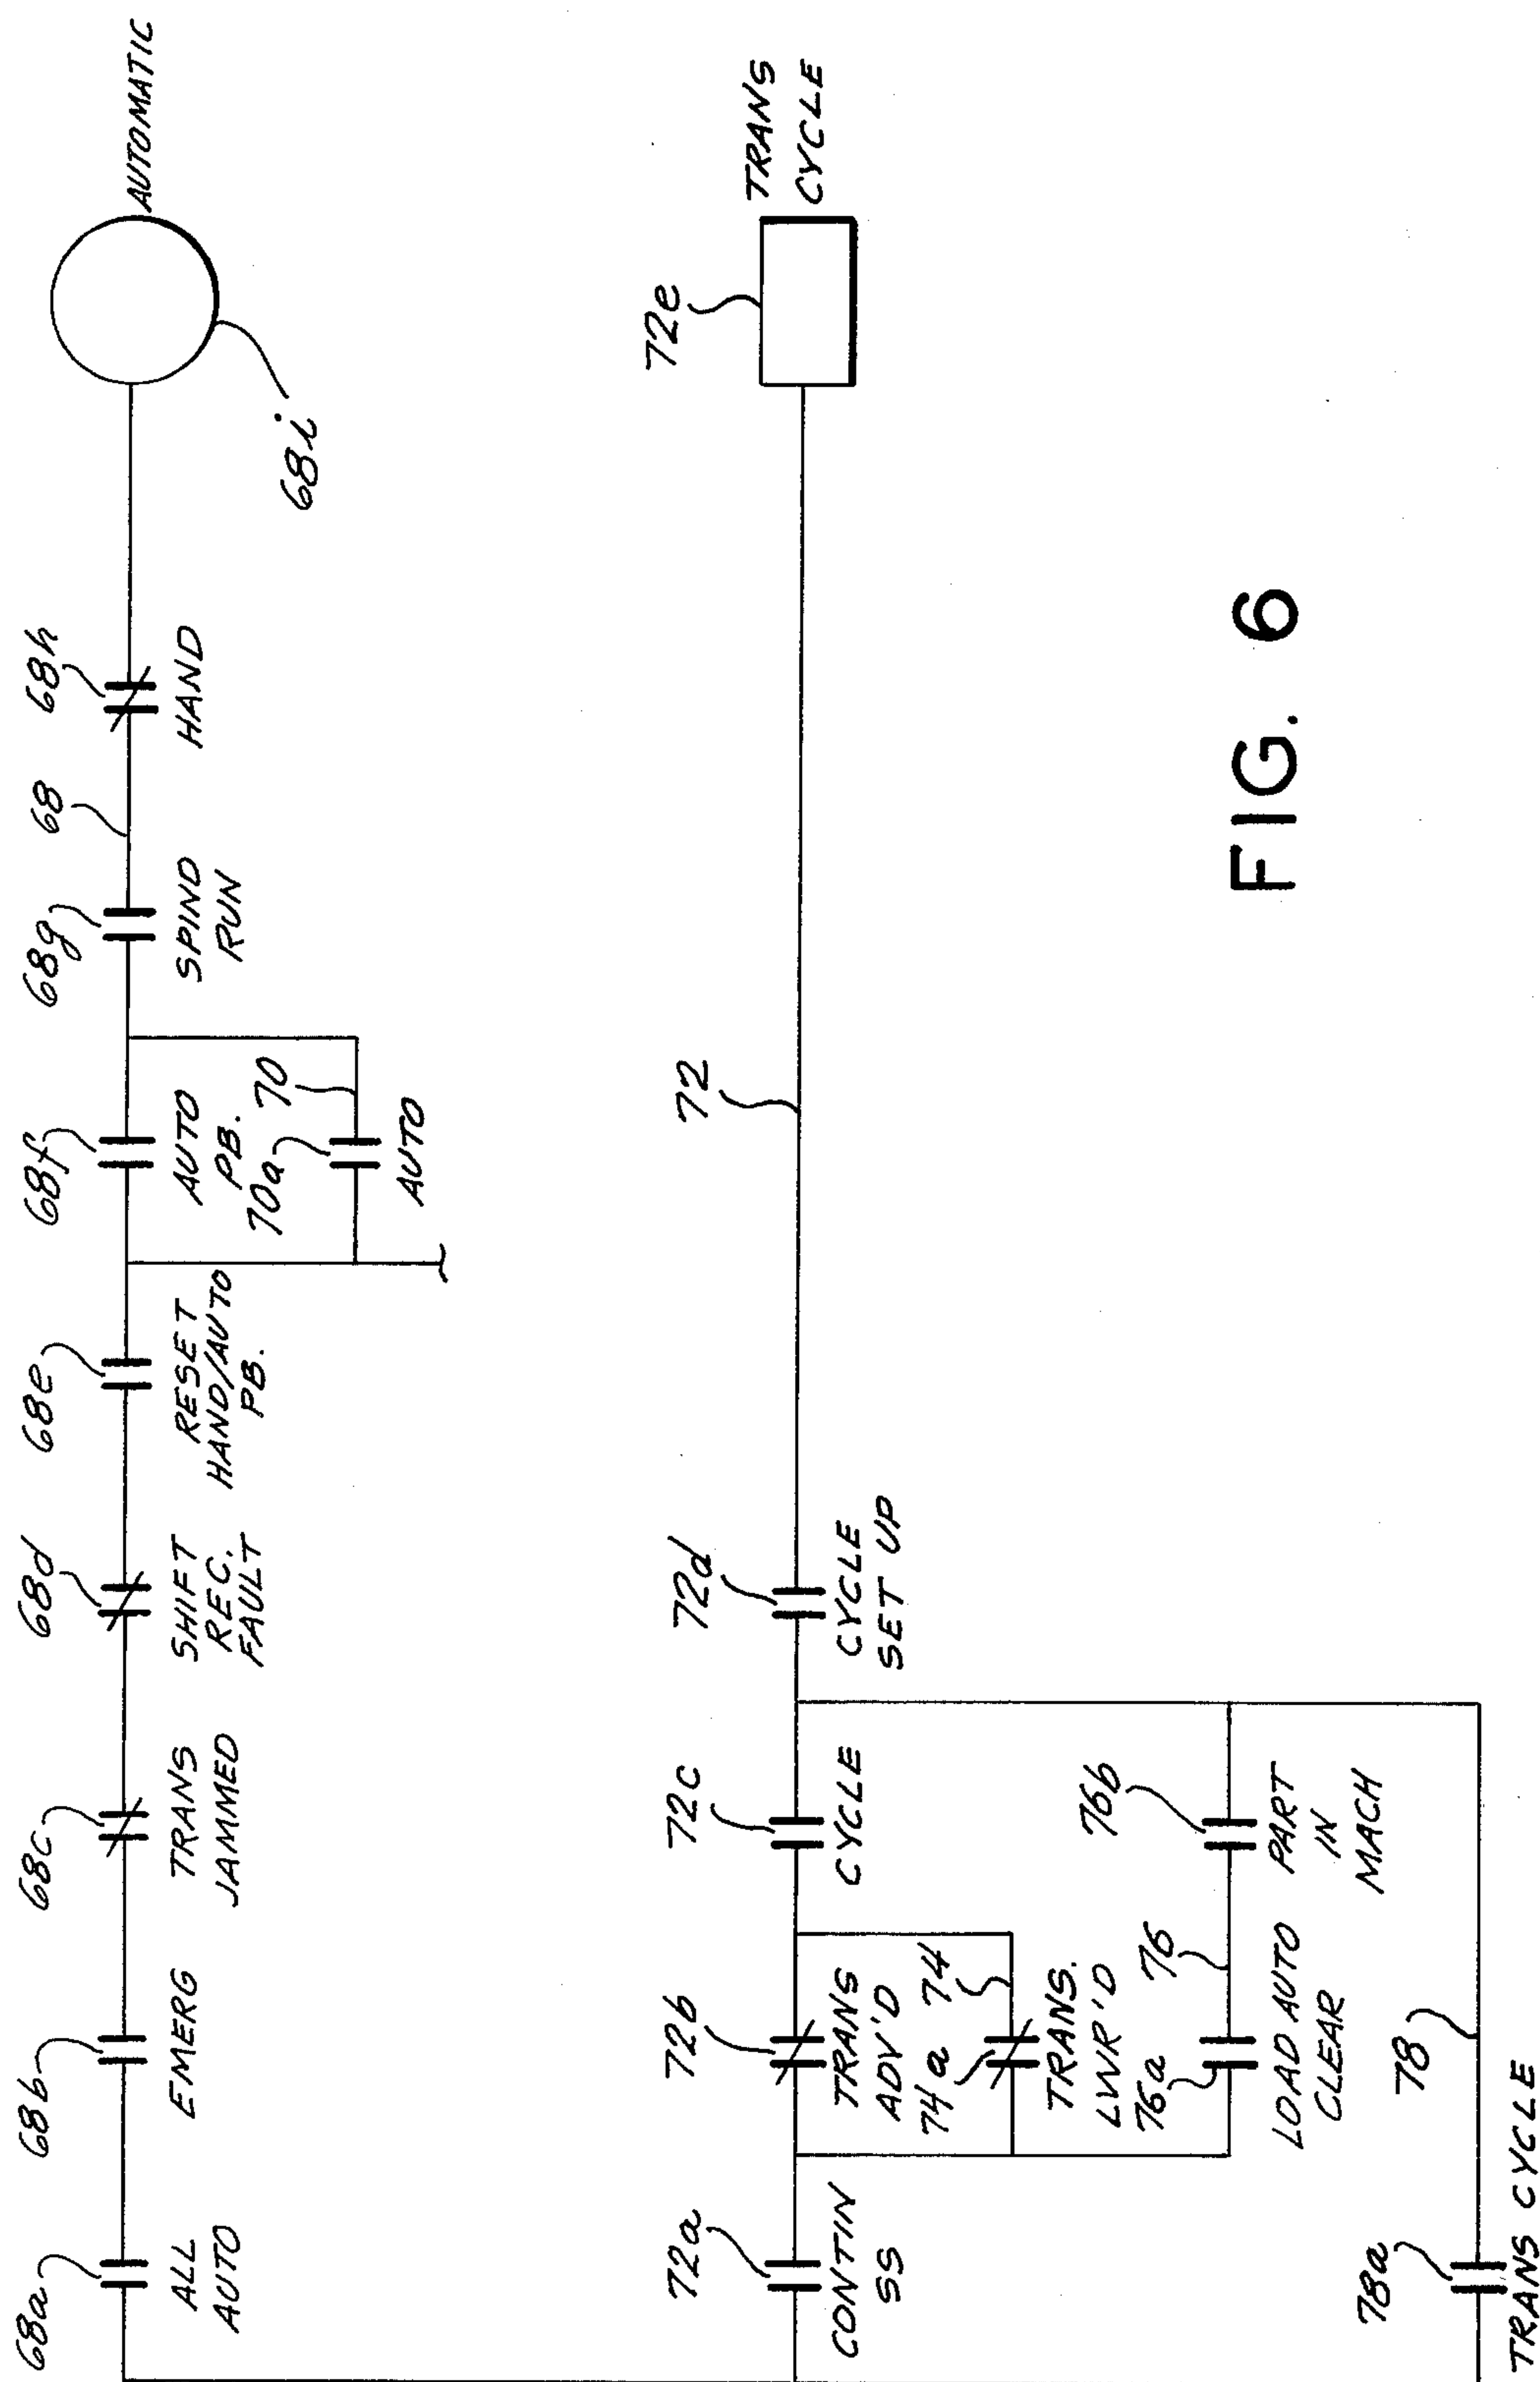 68a
68b
68c
68d
68e
68f
68g
68
68h
ALL
AUTO
EMERG
TRANS
JAMMED
SHIFT
REC.
FAULT
RESET
HAND/AUTO
PB.
AUTO
PB.
70a
70
AUTO
SPIND
RUN
HAND
68i
AUTOMATIC
72a
72b
72c
72d
72
72e
CONTIN
SS
TRANS
ADV'D
74a
74
TRANS.
LWR'D
CYCLE
CYCLE
SET UP
TRANS
CYCLE
76a
76
76b
LOAD AUTO
CLEAR
PART
IN
MACH
78a
78
TRANS CYCLE
FIG. 6